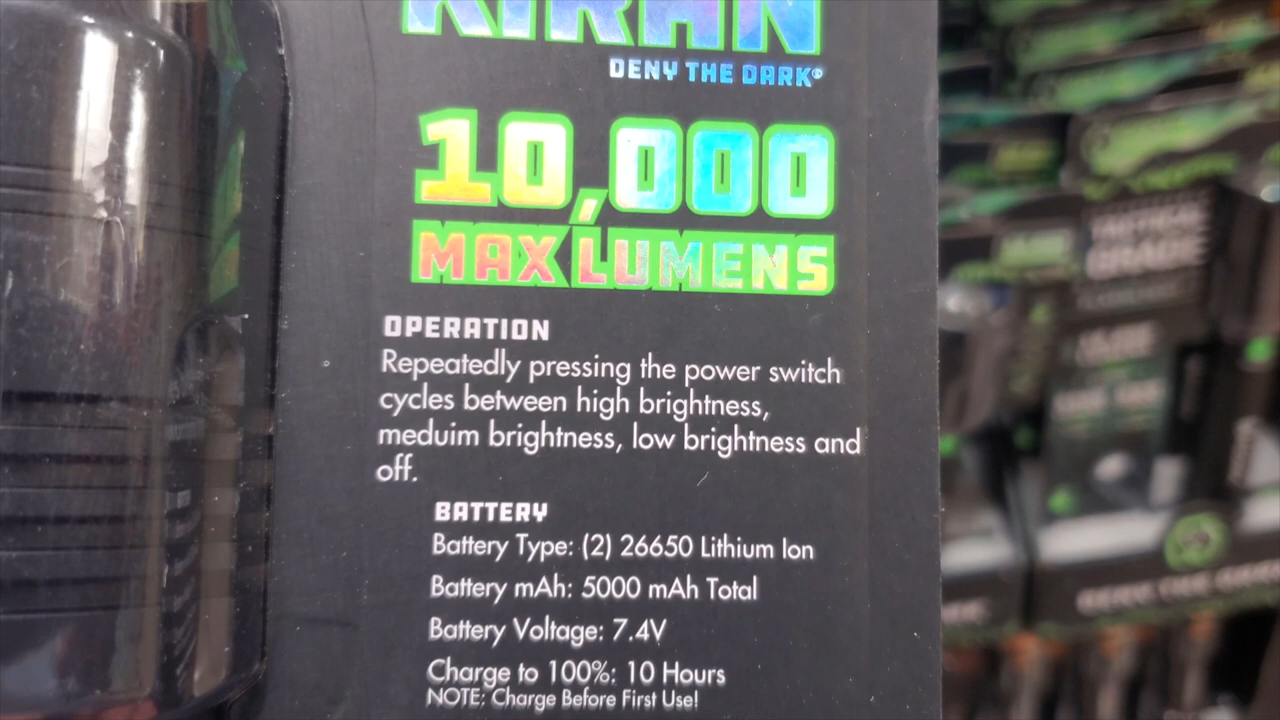 KIRAN
DENY THE DARK®
10,000
MAX LUMENS
OPERATION
Repeatedly pressing the power switch
cycles between high brightness,
meduim brightness, low brightness and
off.
BATTERY
Battery Type: (2) 26650 Lithium Ion
Battery mAh: 5000 mAh Total
Battery Voltage: 7.4V
Charge to 100%: 10 Hours
NOTE: Charge Before First Use!